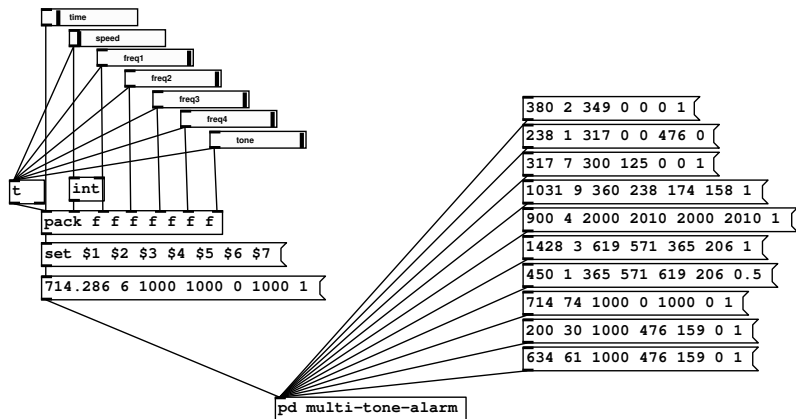 time
speed
freq1
freq2
freq3
freq4
tone
t
int
pack f f f f f f f
set $1 $2 $3 $4 $5 $6 $7
714.286 6 1000 1000 0 1000 1
380 2 349 0 0 0 1
238 1 317 0 0 476 0
317 7 300 125 0 0 1
1031 9 360 238 174 158 1
900 4 2000 2010 2000 2010 1
1428 3 619 571 365 206 1
450 1 365 571 619 206 0.5
714 74 1000 0 1000 0 1
200 30 1000 476 159 0 1
634 61 1000 476 159 0 1
pd multi-tone-alarm